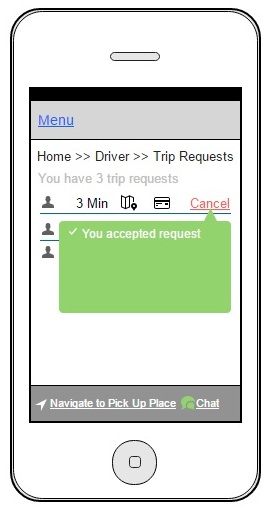 Menu
Home >> Driver >> Trip Requests
You have 3 trip requests
3 Min Cancel
You accepted request
Navigate to Pick Up Place Chat